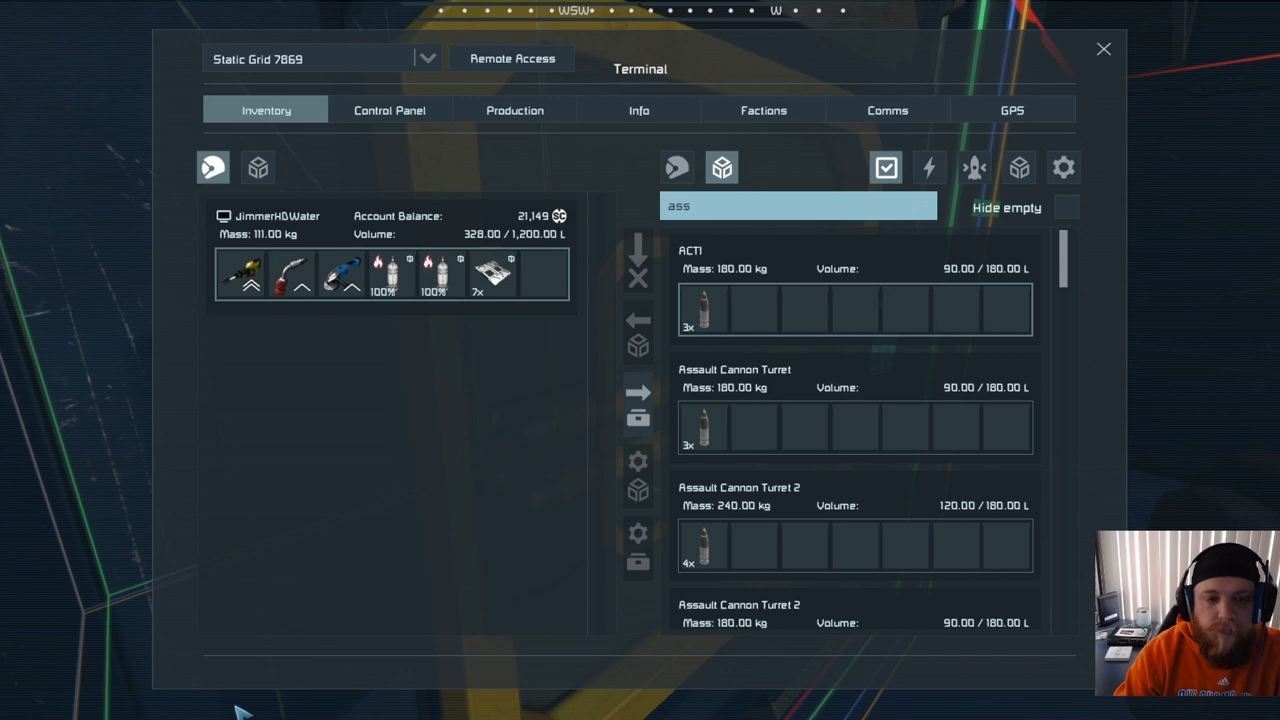 WSW W
Static Grid 7869 Remote Access
Terminal
Inventory Control Panel Production Info Factions Comms GPS
JimmerHDWater Account Balance: 21,149 SC
Mass: 111.00 kg Volume: 328.00 / 1,200.00 L
100% 100% 7x
ass Hide empty
ACT1
Mass: 180.00 kg Volume: 90.00 / 180.00 L
3x
Assault Cannon Turret
Mass: 180.00 kg Volume: 90.00 / 180.00 L
3x
Assault Cannon Turret 2
Mass: 240.00 kg Volume: 120.00 / 180.00 L
4x
Assault Cannon Turret 2
Mass: 180.00 kg Volume: 90.00 / 180.00 L